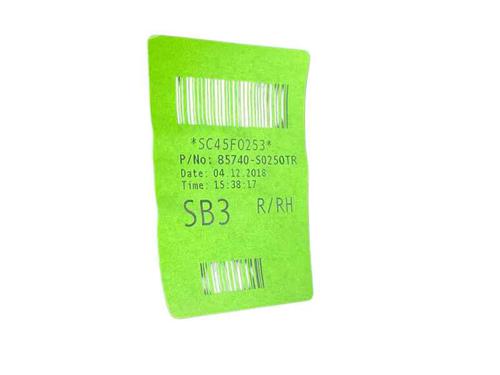 *SC45F0253*
P/No: 85740-S0250TR
Date: 04.12.2018
Time: 15:38:17
SB3 R/RH